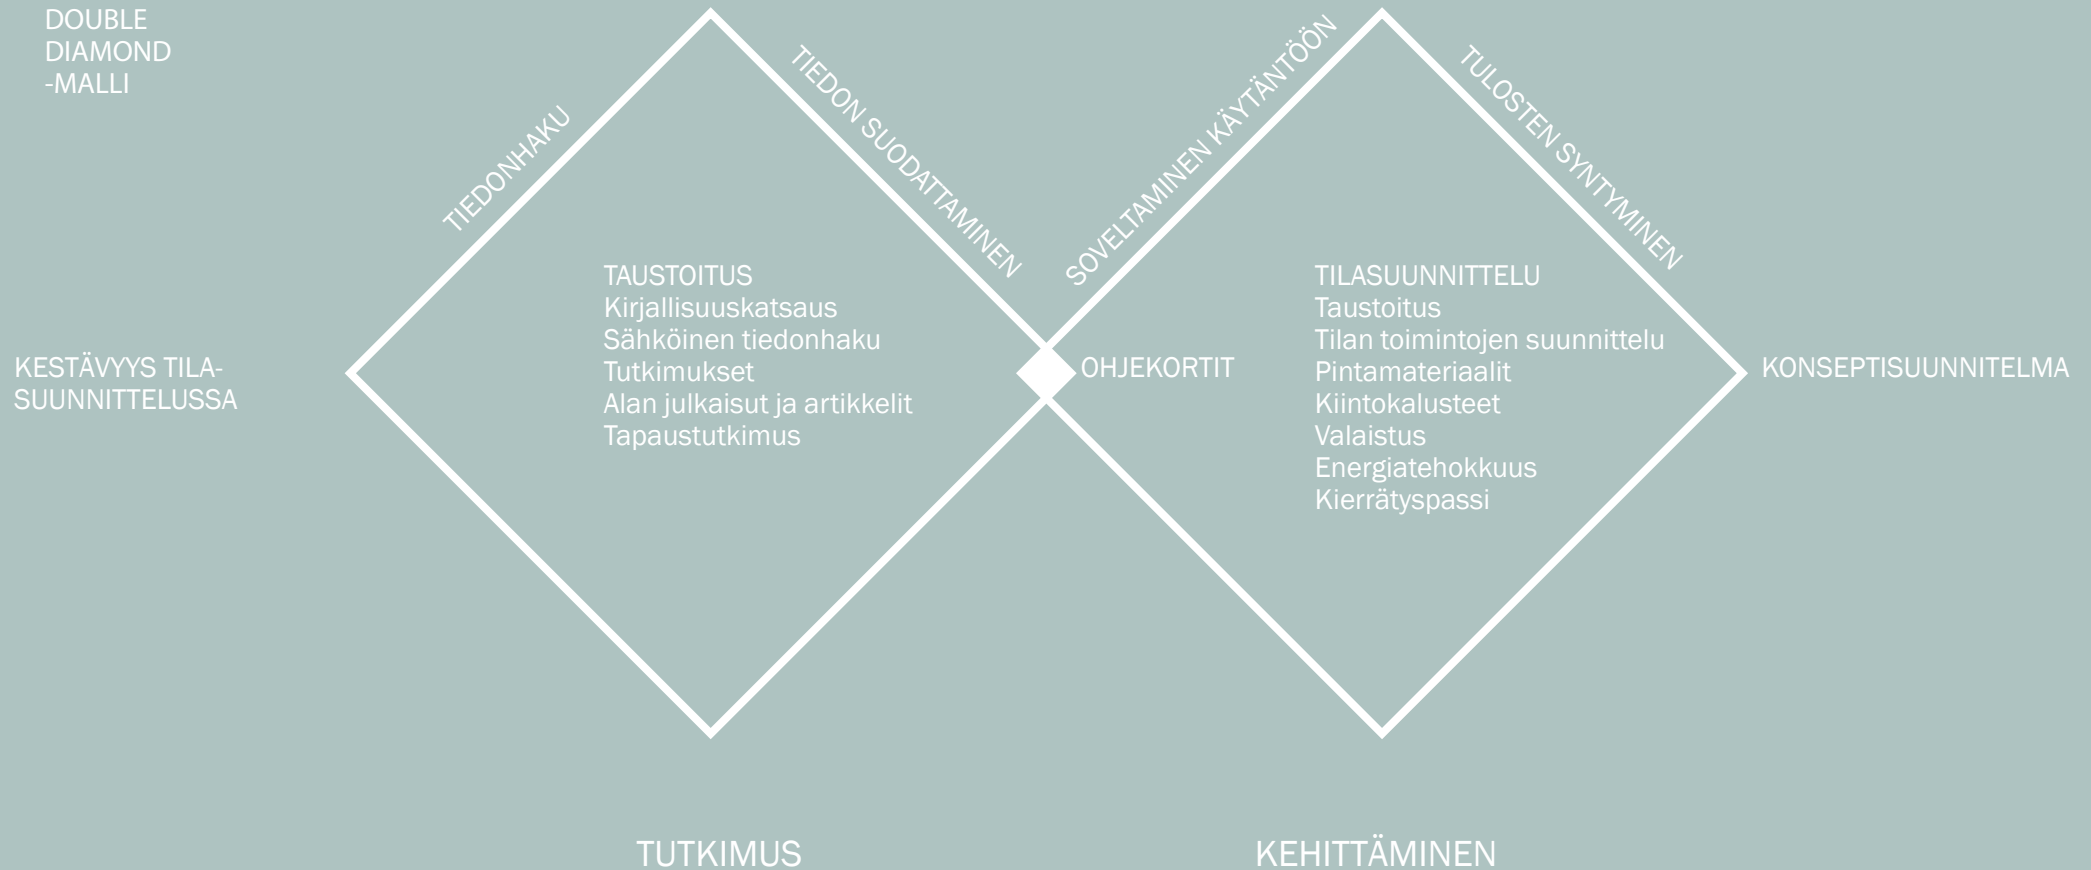 DOUBLE
DIAMOND
-MALLI
TIEDONHAKU
TIEDON SUODATTAMINEN
SOVELTAMINEN KÄYTÄNTÖÖN
TULOSTEN SYNTYMINEN
KESTÄVYYS TILA-
SUUNNITTELUSSA
TAUSTOITUS
Kirjallisuuskatsaus
Sähköinen tiedonhaku
Tutkimukset
Alan julkaisut ja artikkelit
Tapaustutkimus
OHJEKORTIT
TILASUUNNITTELU
Taustoitus
Tilan toimintojen suunnittelu
Pintamateriaalit
Kiintokalusteet
Valaistus
Energiatehokkuus
Kierrätyspassi
KONSEPTISUUNNITELMA
TUTKIMUS
KEHITTÄMINEN